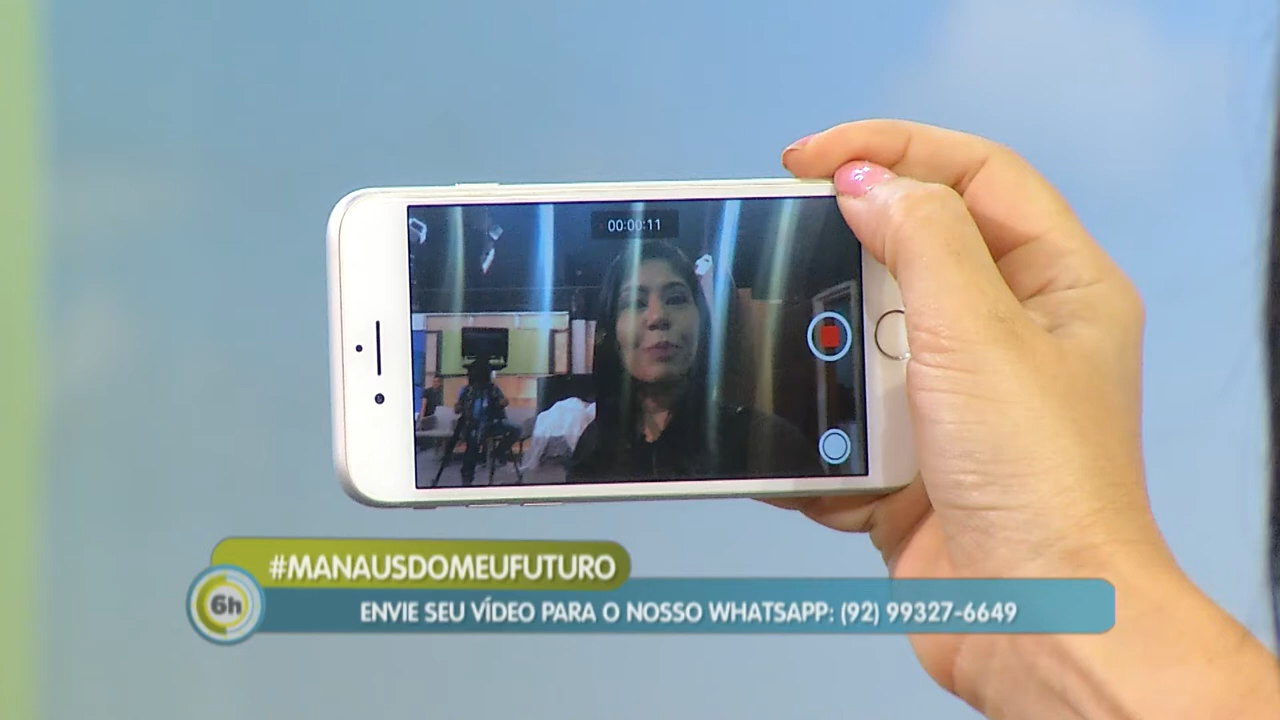 00:00:11
#MANAUSDOMEUFUTURO
6h
ENVIE SEU VÍDEO PARA O NOSSO WHATSAPP: (92) 99327-6649